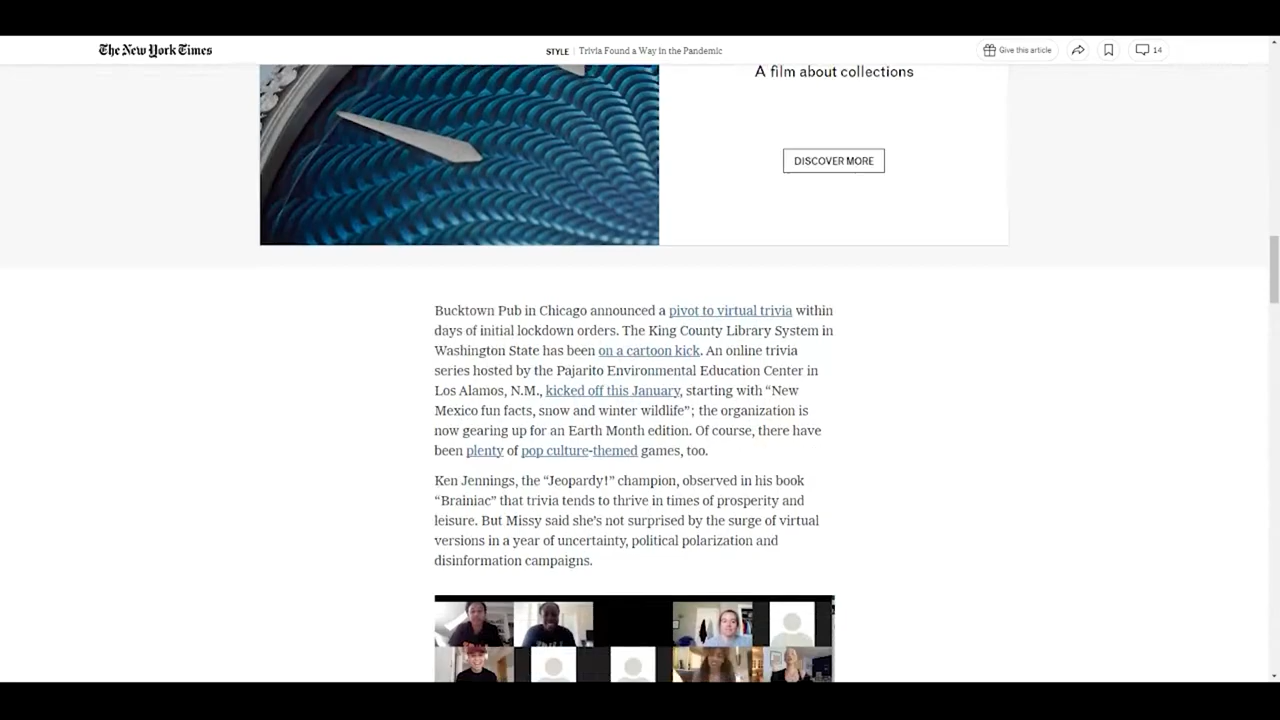 The New York Times
STYLE | Trivia Found a Way in the Pandemic
Give this article
14
A film about collections
DISCOVER MORE
Bucktown Pub in Chicago announced a pivot to virtual trivia within
days of initial lockdown orders. The King County Library System in
Washington State has been on a cartoon kick. An online trivia
series hosted by the Pajarito Environmental Education Center in
Los Alamos, N.M., kicked off this January, starting with “New
Mexico fun facts, snow and winter wildlife”; the organization is
now gearing up for an Earth Month edition. Of course, there have
been plenty of pop culture-themed games, too.
Ken Jennings, the “Jeopardy!” champion, observed in his book
“Brainiac” that trivia tends to thrive in times of prosperity and
leisure. But Missy said she’s not surprised by the surge of virtual
versions in a year of uncertainty, political polarization and
disinformation campaigns.